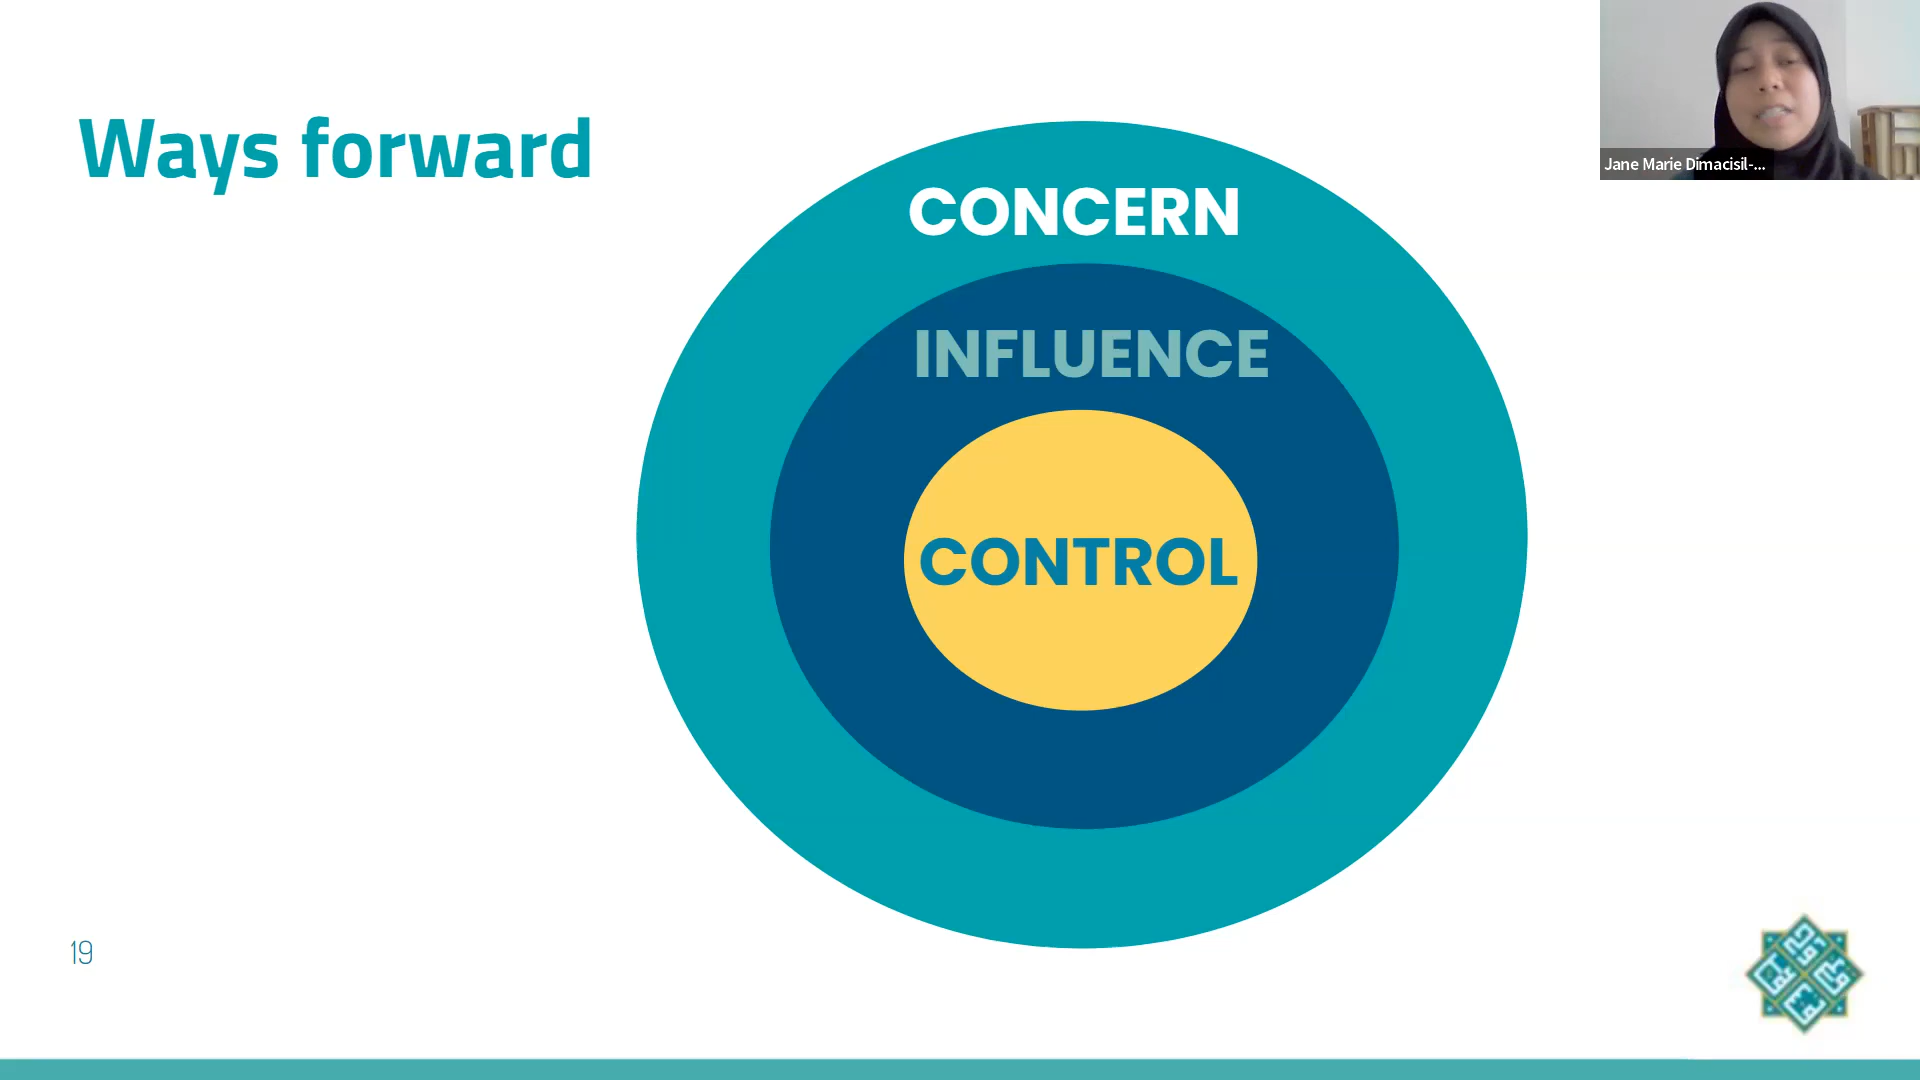 Ways forward
CONCERN
INFLUENCE
CONTROL
Jane Marie Dimacisil-...
19